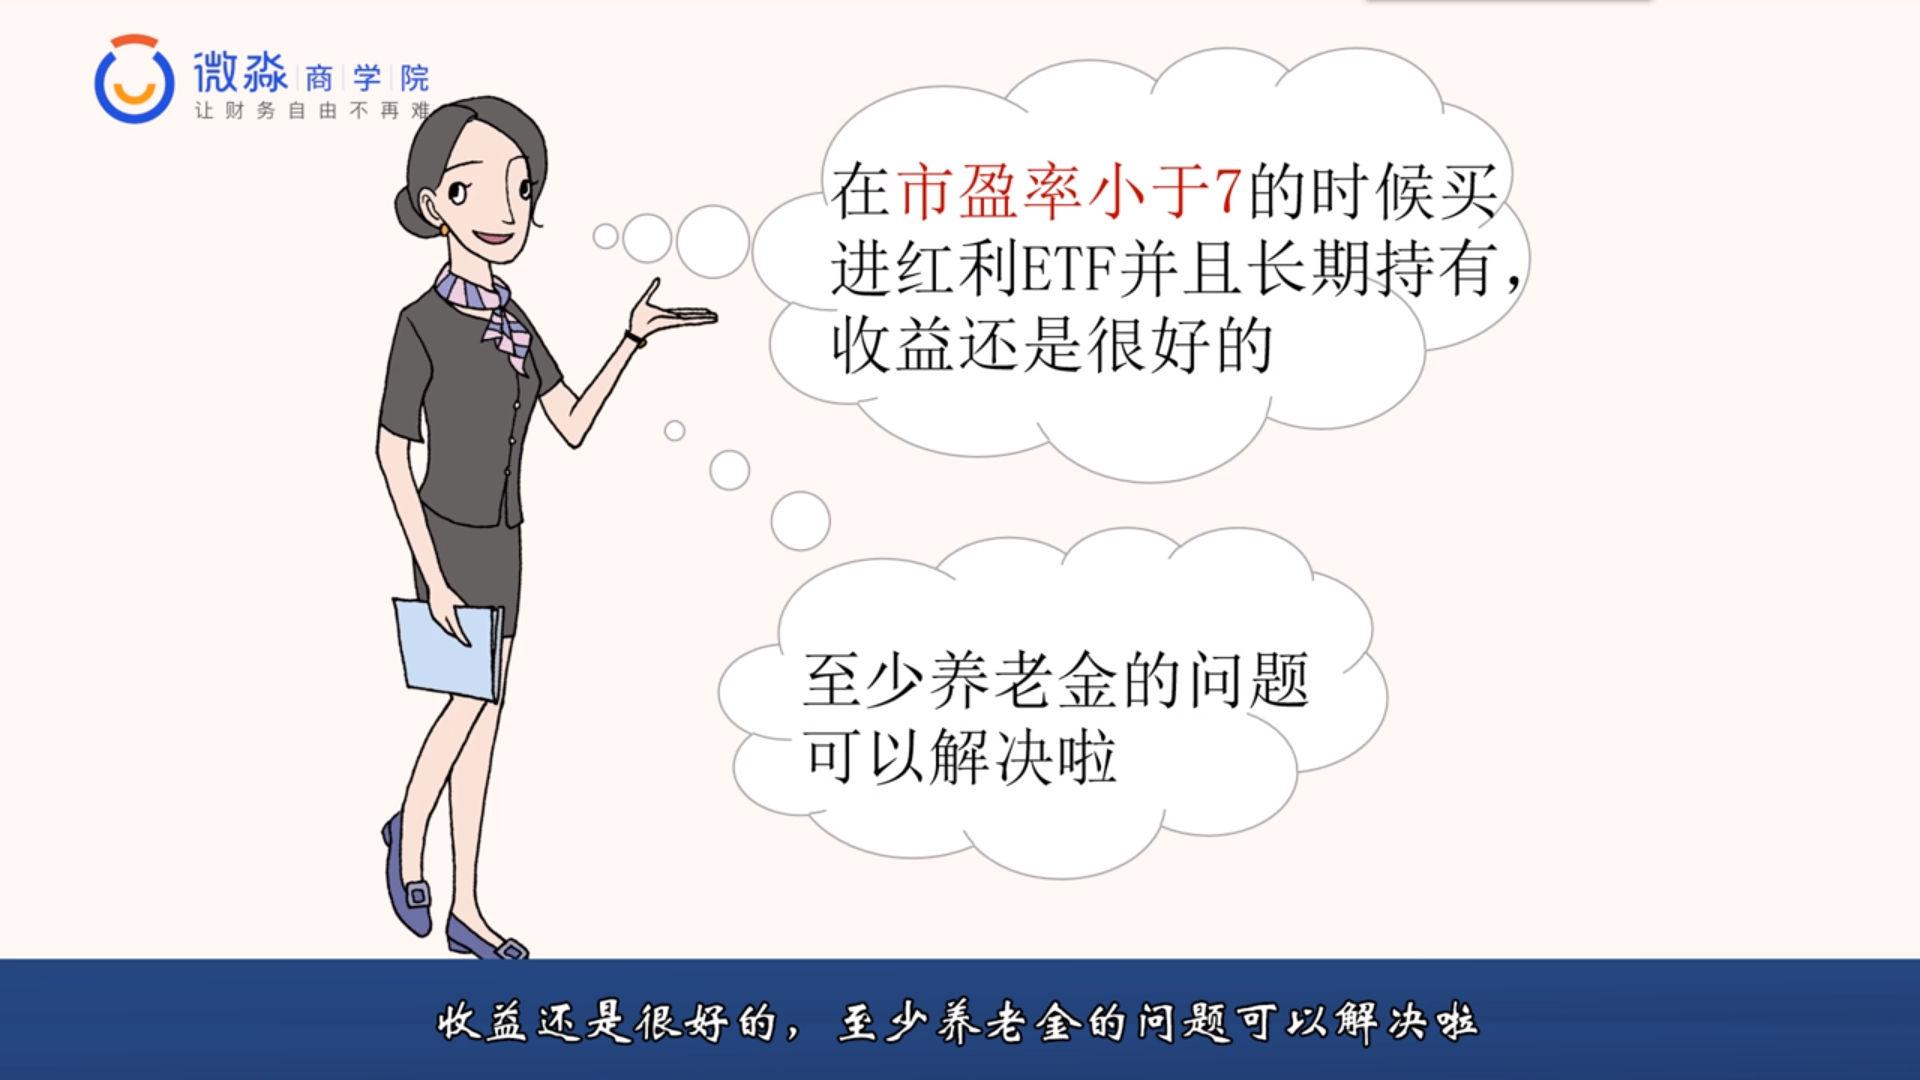 微淼商学院
让财务自由不再难
在市盈率小于7的时候买
进红利ETF并且长期持有，
收益还是很好的
至少养老金的问题
可以解决啦
收益还是很好的，至少养老金的问题可以解决啦